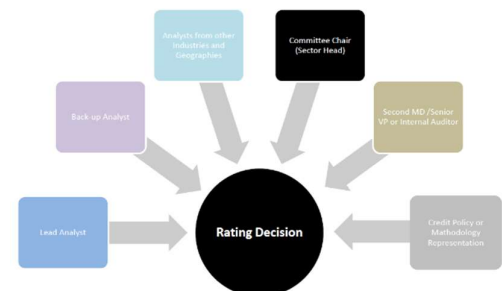 Analysts from other
Industries and
Geographies
Committee Chair
(Sector Head)
Back-up Analyst
Second MD /Senior
VP or Internal Auditor
Lead Analyst
Rating Decision
Credit Policy or
Mathodology
Representation